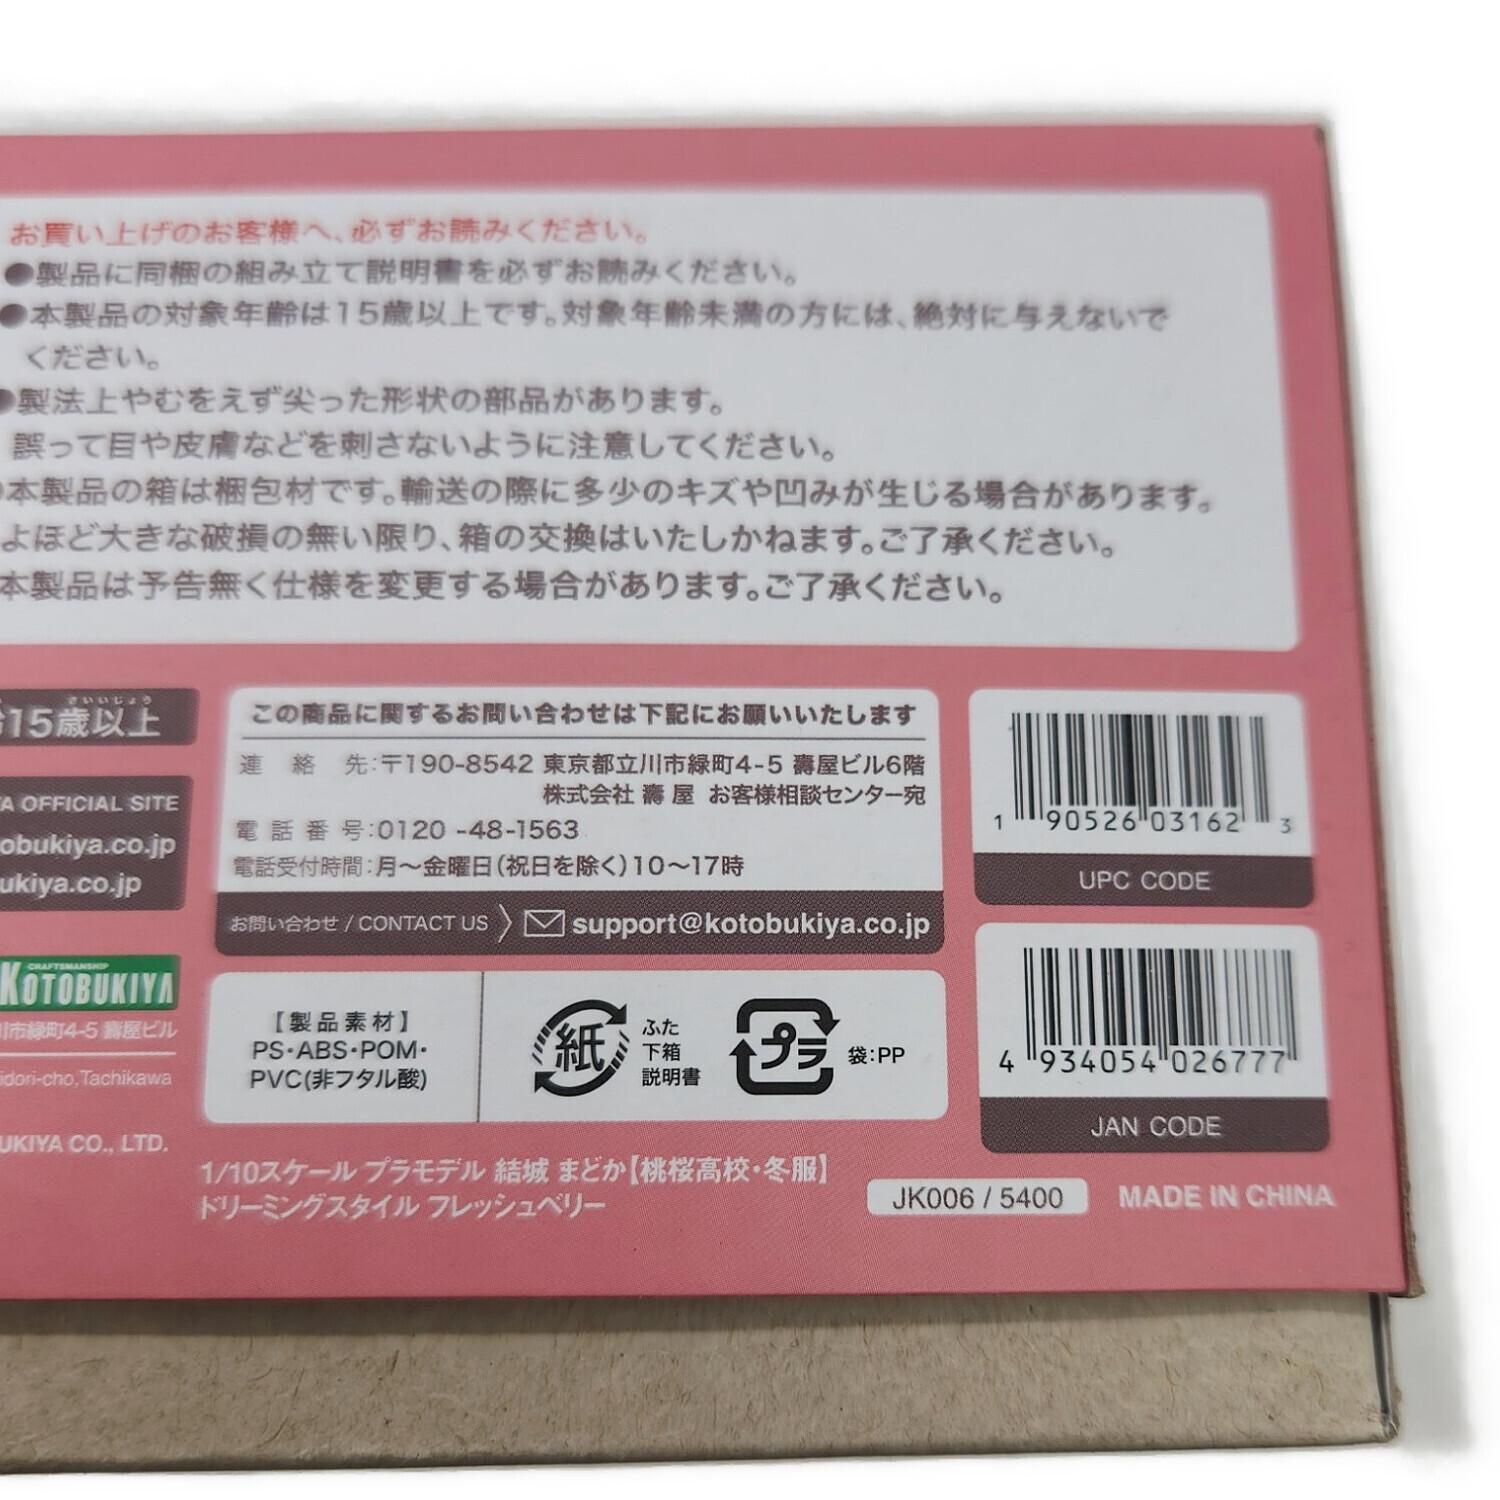 お買い上げのお客様へ、必ずお読みください。
●製品に同梱の組み立て説明書を必ずお読みください。
●本製品の対象年齢は15歳以上です。対象年齢未満の方には、絶対に与えないで
ください。
●製法上やむをえず尖った形状の部品があります。
誤って目や皮膚などを刺さないように注意してください。
●本製品の箱は梱包材です。輸送の際に多少のキズや凹みが生じる場合があります。
よほど大きな破損の無い限り、箱の交換はいたしかねます。ご了承ください。
本製品は予告無く仕様を変更する場合があります。ご了承ください。
さいいじょう
15歳以上
A OFFICIAL SITE
obukiya.co.jp
ukiya.co.jp
CRAFTSMANSHIP
KOTOBUKIYA
川市緑町4-5 壽屋ビル
idori-cho,Tachikawa
UKIYA CO., LTD.
この商品に関するお問い合わせは下記にお願いいたします
連絡先:〒190-8542 東京都立川市緑町4-5 壽屋ビル6階
株式会社 壽屋 お客様相談センター宛
電話番号:0120-48-1563
電話受付時間:月～金曜日(祝日を除く)10～17時
お問い合わせ / CONTACT US support@kotobukiya.co.jp
【製品素材】
PS・ABS・POM・
PVC(非フタル酸)
紙
ふた
下箱
説明書
プラ
袋:PP
1/10スケール プラモデル 結城 まどか【桃桜高校・冬服】
ドリーミングスタイル フレッシュベリー
1 90526 03162 3
UPC CODE
4 934054 026777
JAN CODE
JK006 / 5400
MADE IN CHINA